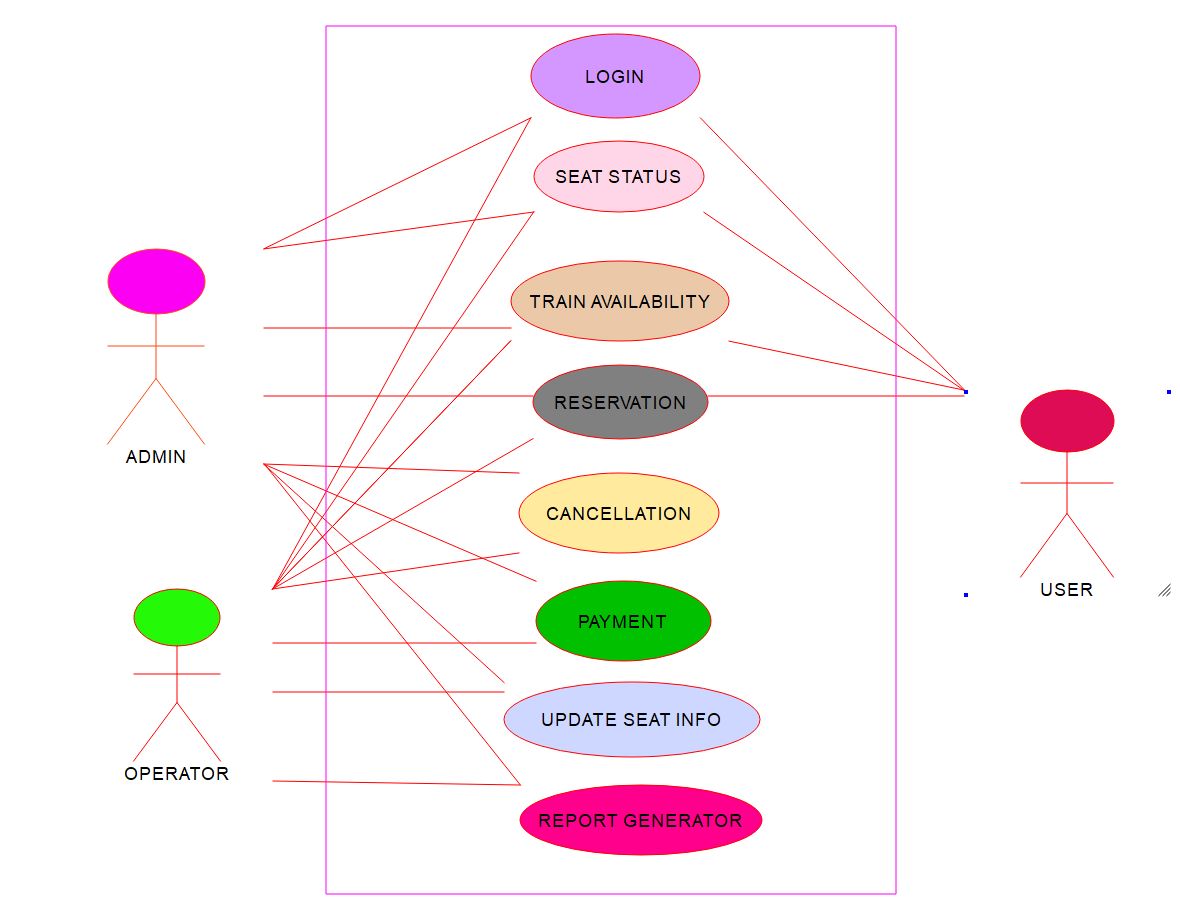 LOGIN
SEAT STATUS
TRAIN AVAILABILITY
RESERVATION
ADMIN
CANCELLATION
USER
PAYMENT
UPDATE SEAT INFO
OPERATOR
REPORT GENERATOR